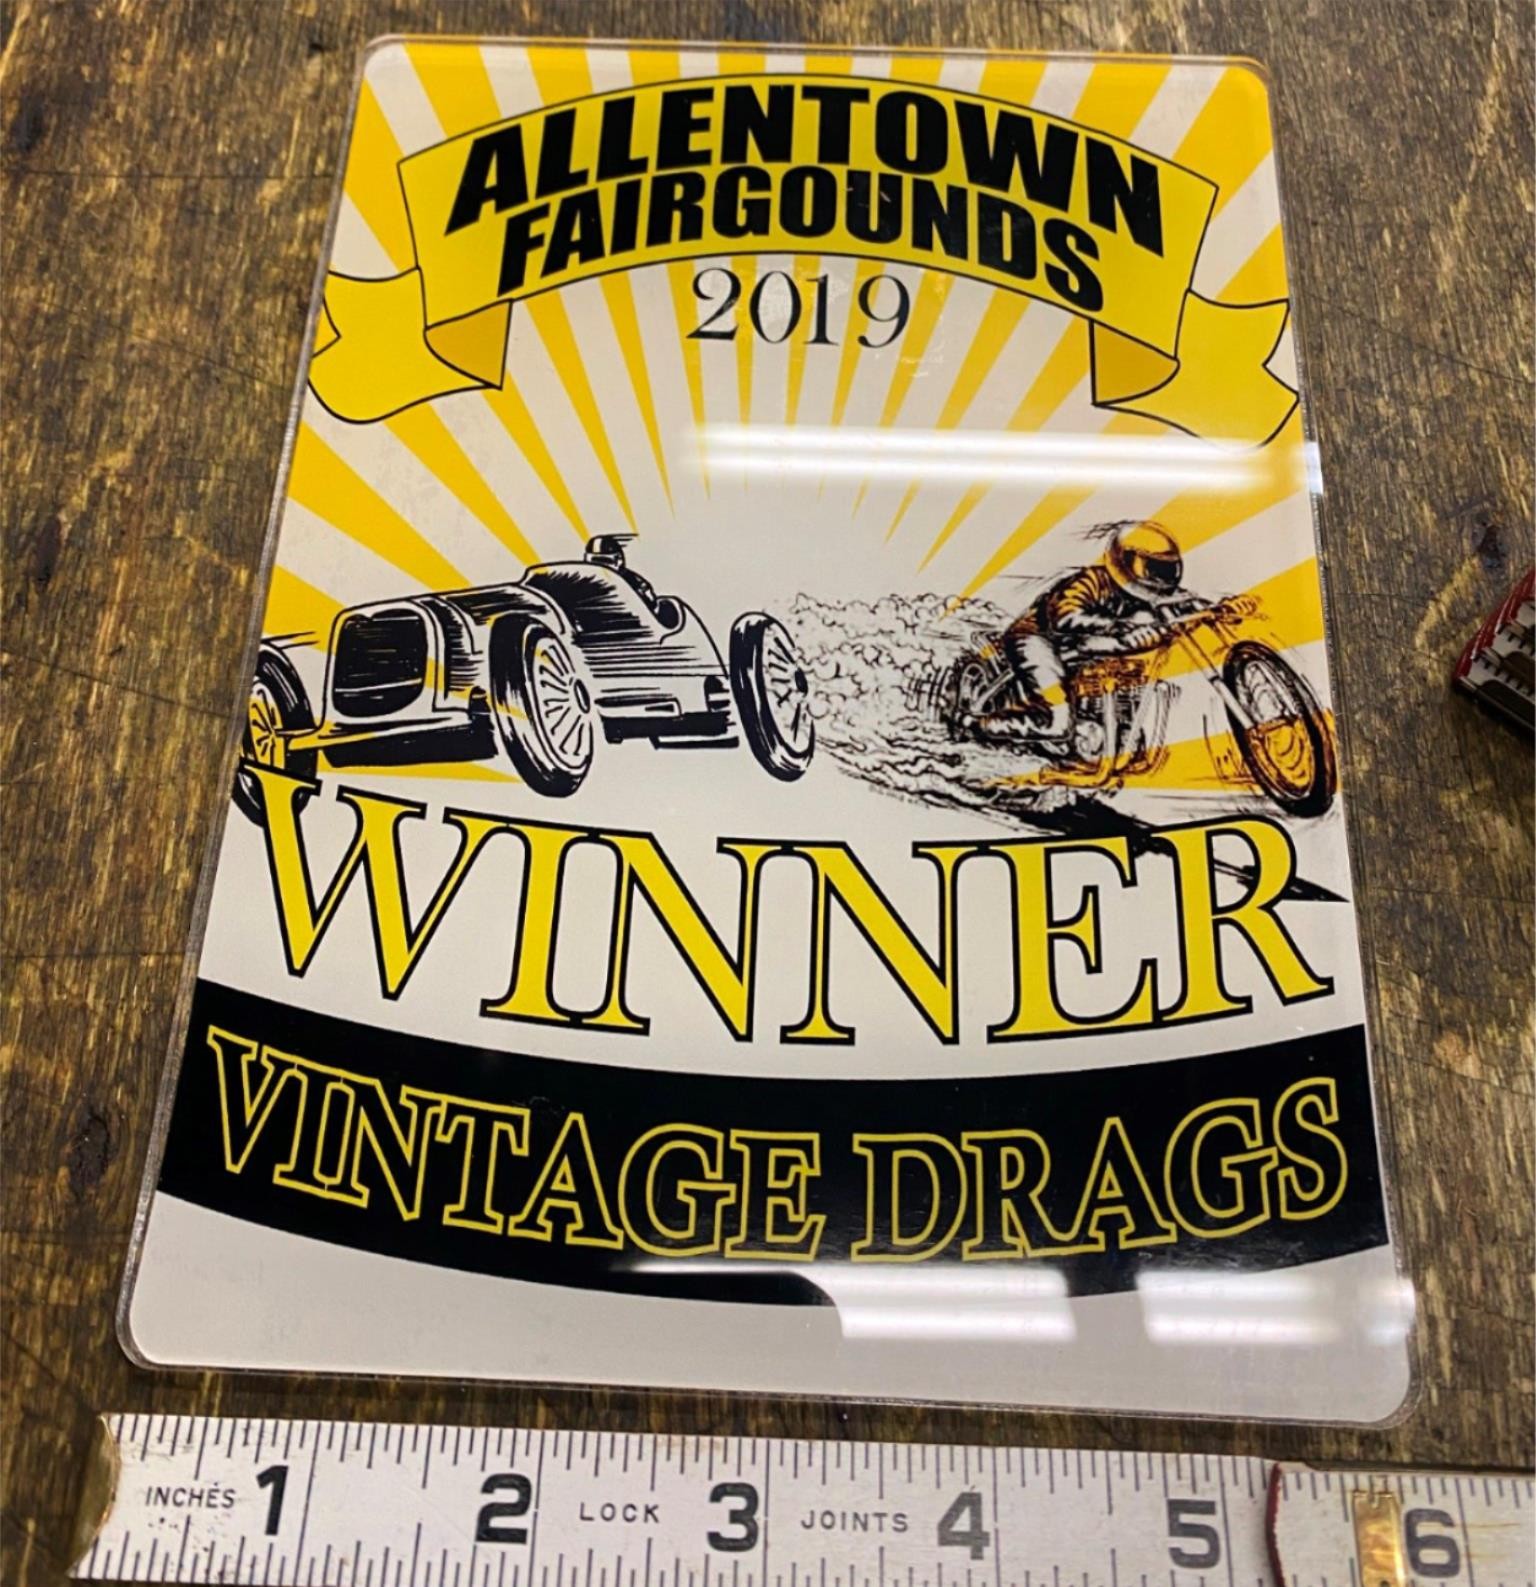 ALLENTOWN
FAIRGOUNDS
2019
WINNER
VINTAGE DRAGS
INCHES 1 2 LOCK 3 JOINTS 4 5 6